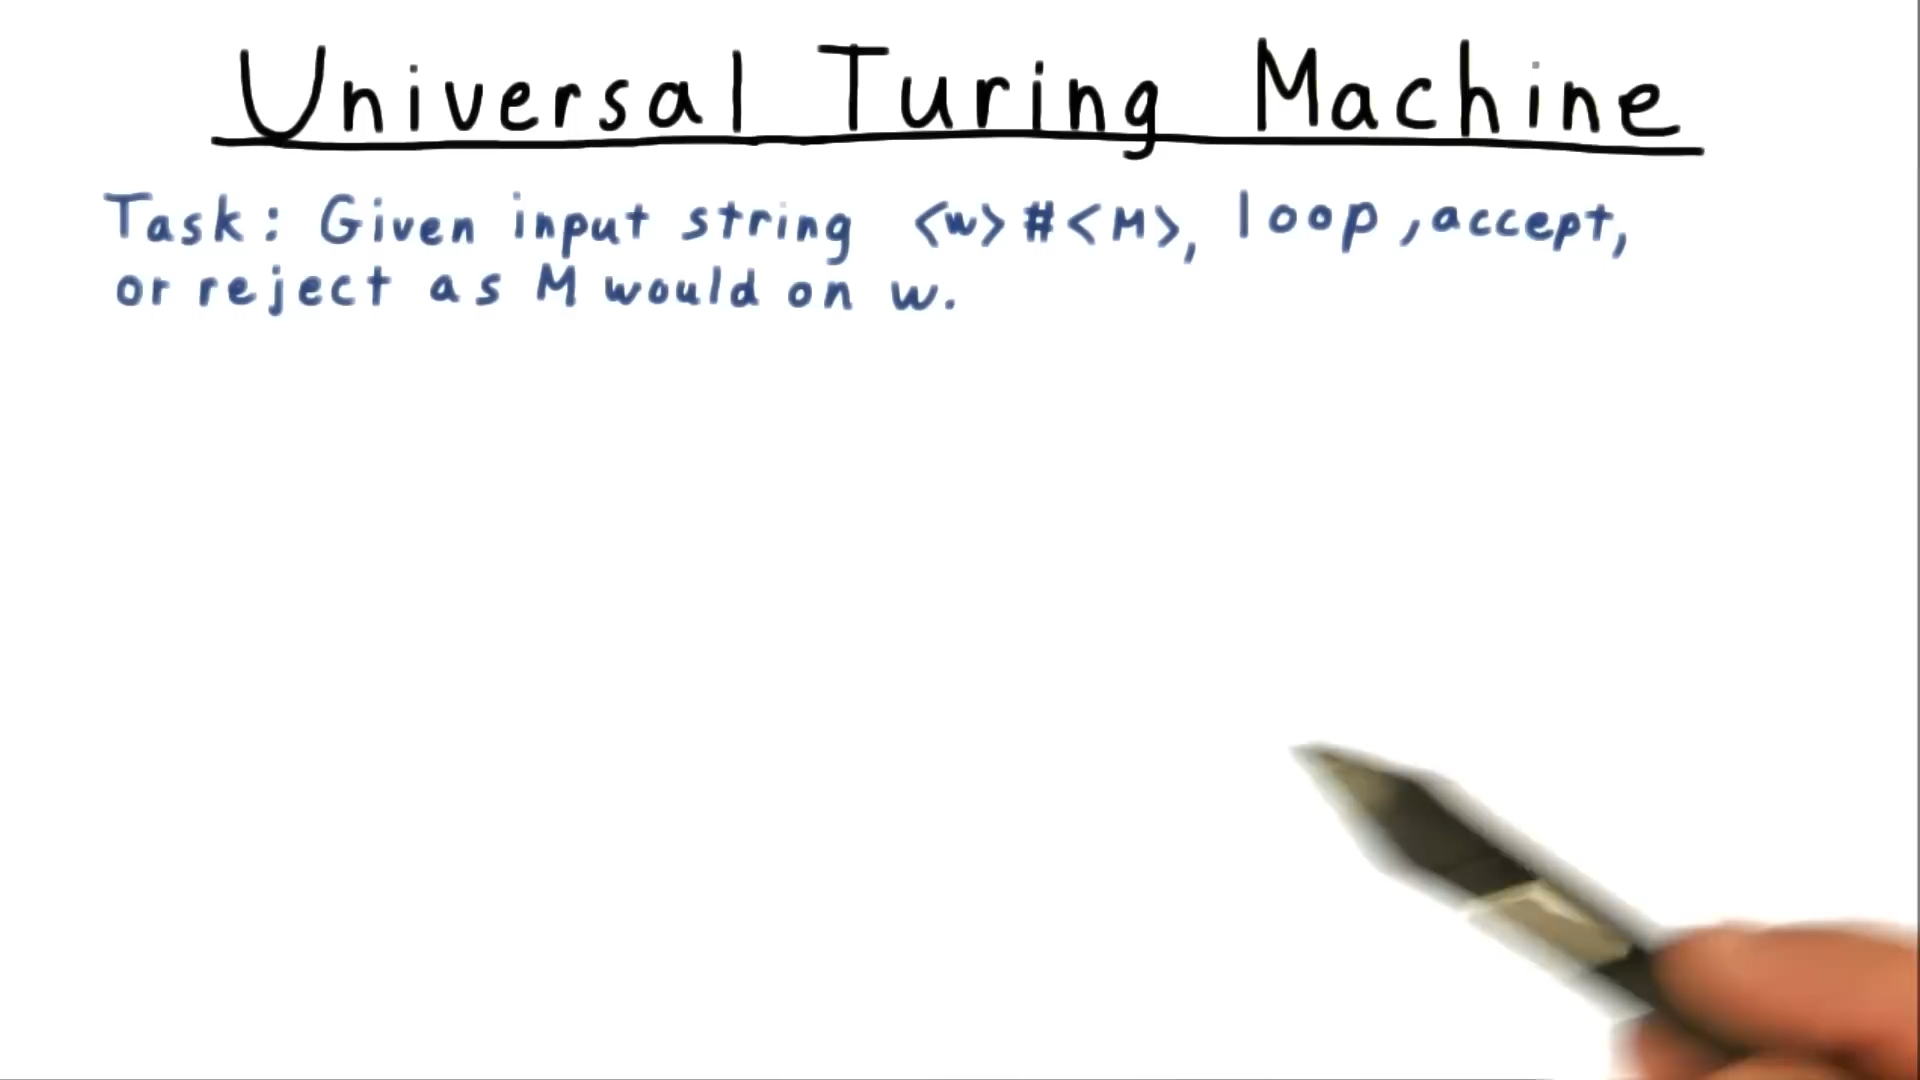 Universal Turing Machine
Task: Given input string <w>#<M>, loop, accept,
or reject as M would on w.